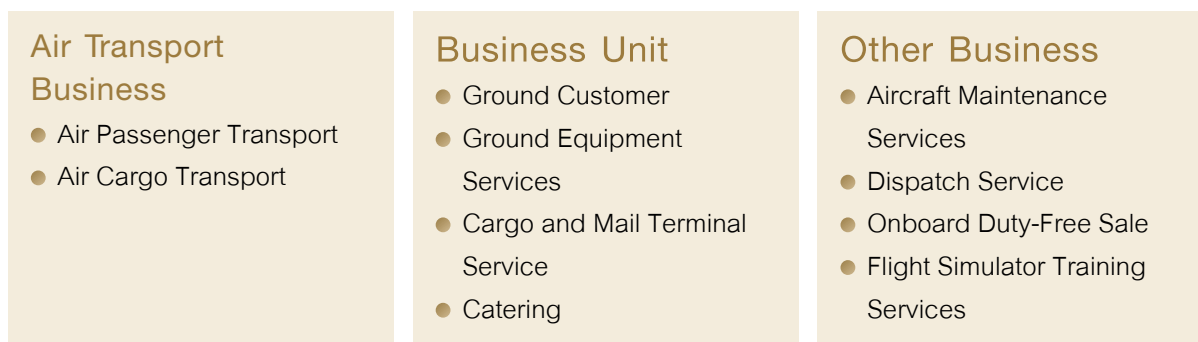 Air Transport
Business
Air Passenger Transport
Air Cargo Transport
Business Unit
Ground Customer
Ground Equipment
Services
Cargo and Mail Terminal
Service
Catering
Other Business
Aircraft Maintenance
Services
Dispatch Service
Onboard Duty-Free Sale
Flight Simulator Training
Services